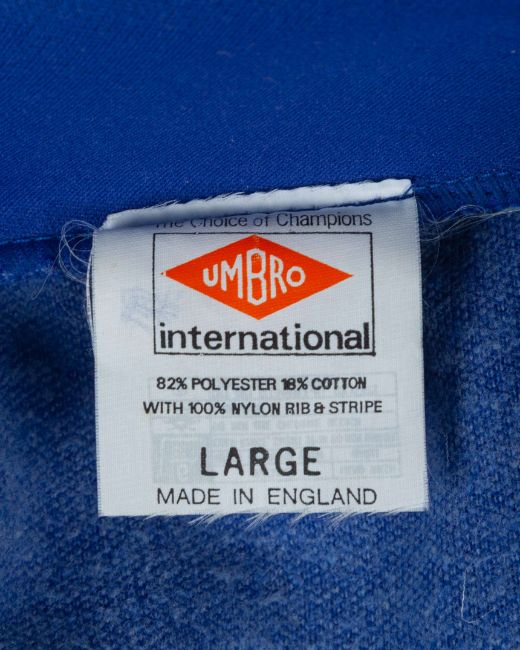 The Choice of Champions
UMBRO
international
82% POLYESTER 18% COTTON
WITH 100% NYLON RIB & STRIPE
LARGE
MADE IN ENGLAND